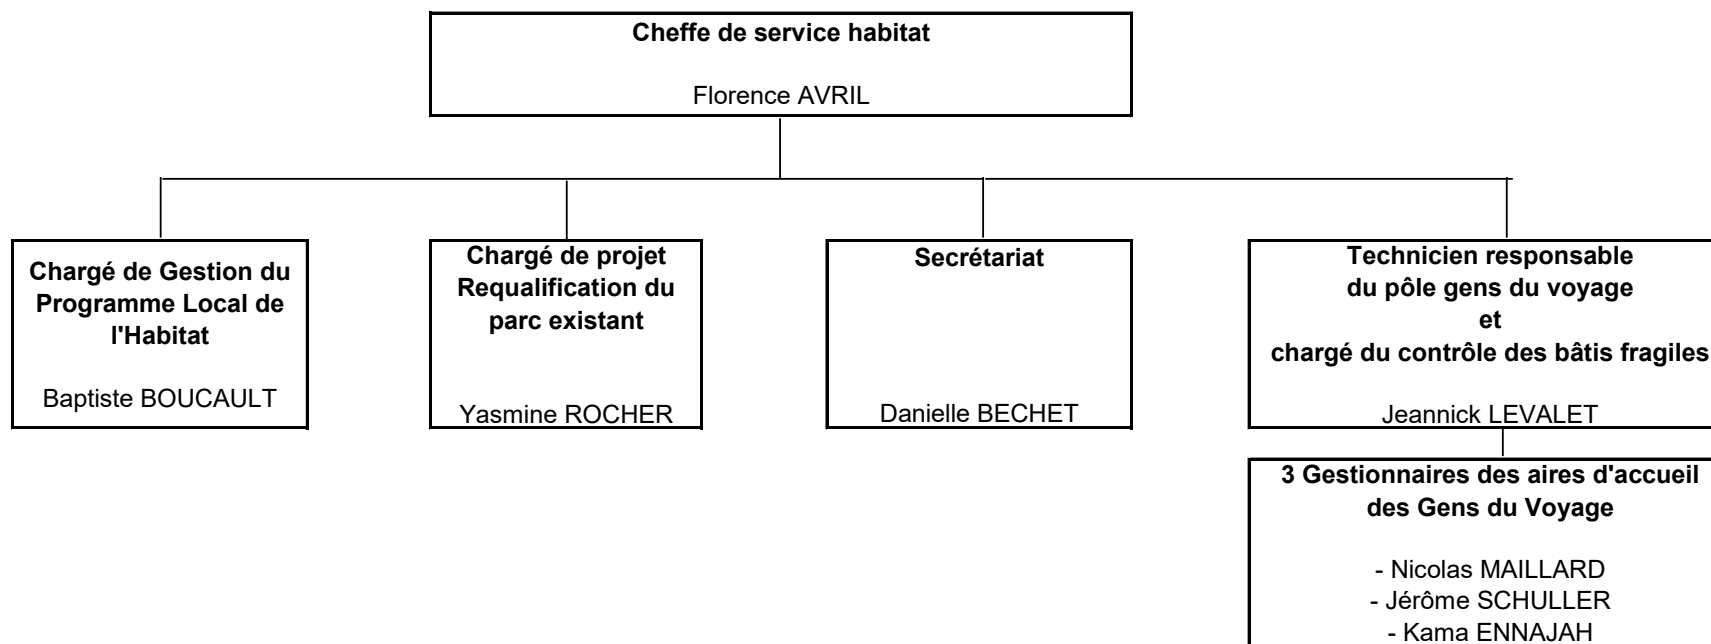 Cheffe de service habitat
Florence AVRIL
Chargé de Gestion du
Programme Local de
l'Habitat
Baptiste BOUCAULT
Chargé de projet
Requalification du
parc existant
Yasmine ROCHER
Secrétariat
Danielle BECHET
Technicien responsable
du pôle gens du voyage
et
chargé du contrôle des bâtis fragiles
Jeannick LEVALET
3 Gestionnaires des aires d'accueil
des Gens du Voyage
- Nicolas MAILLARD
- Jérôme SCHULLER
- Kama ENNAJAH